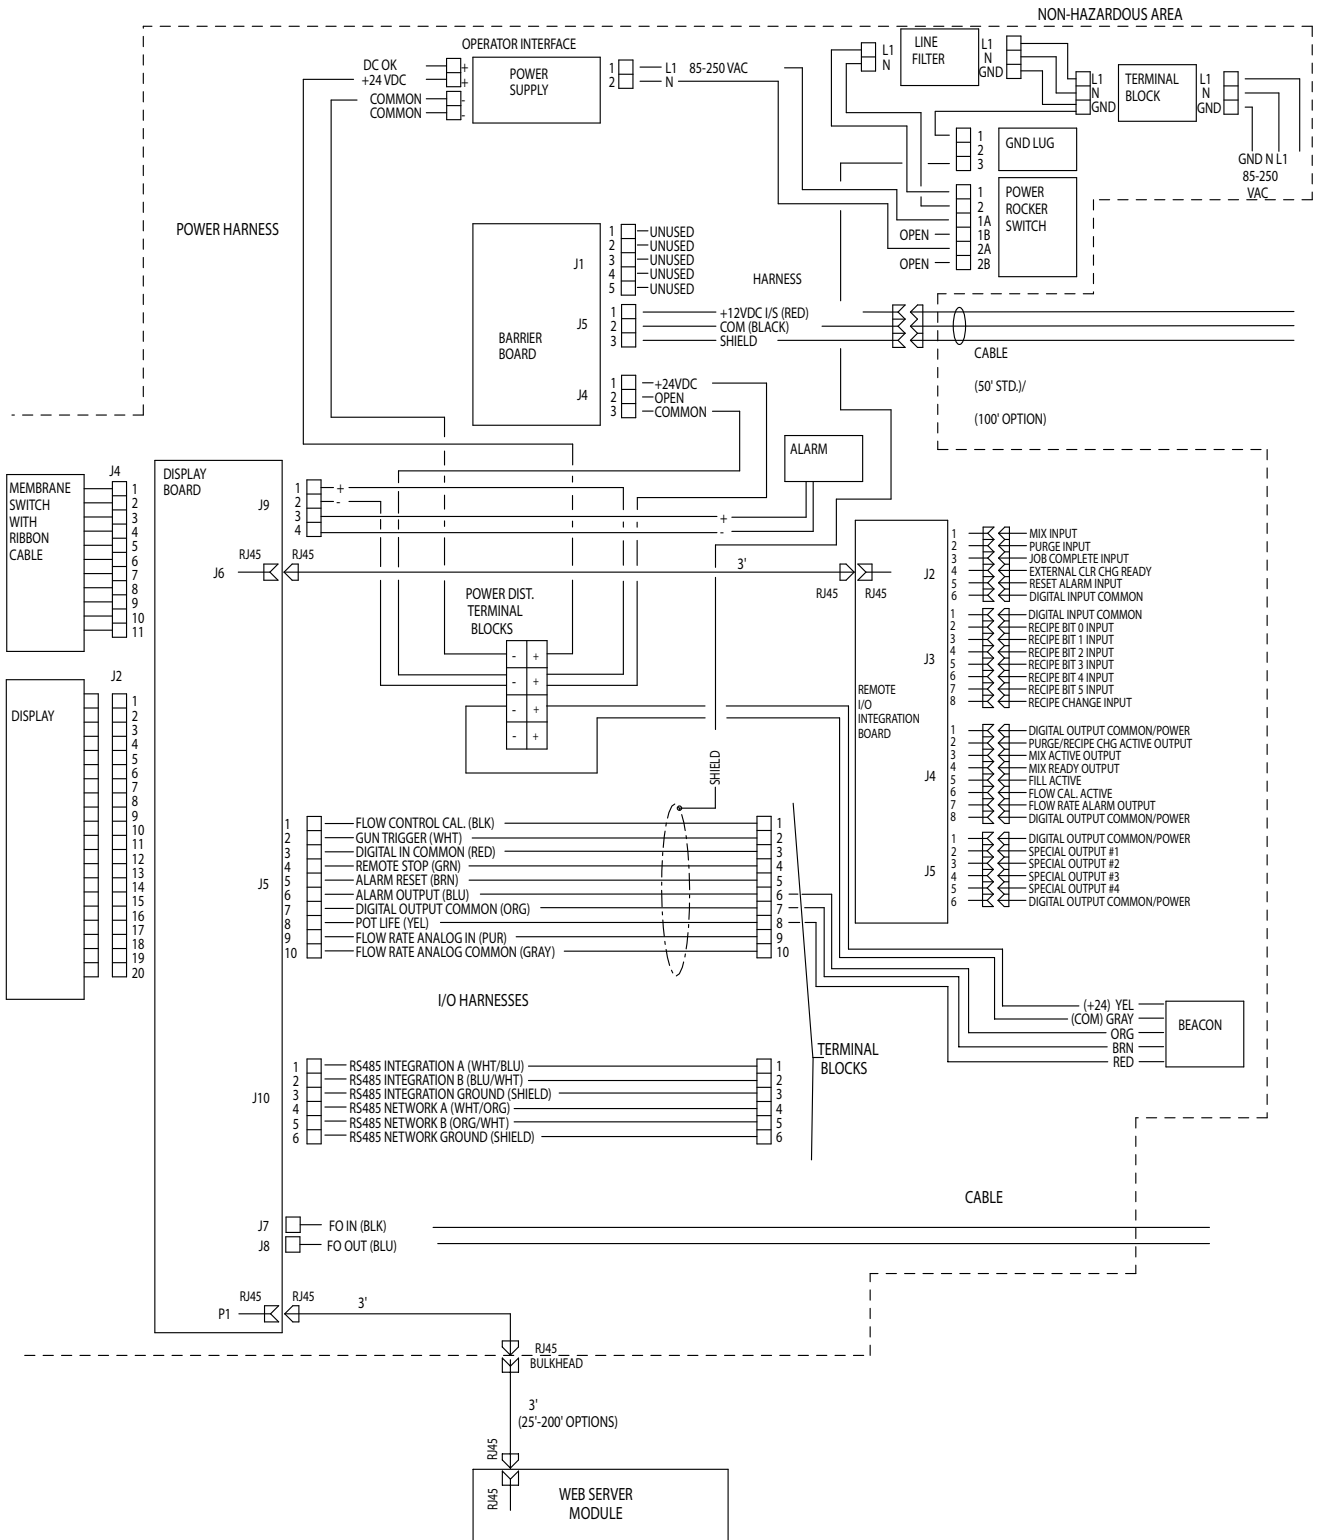 NON-HAZARDOUS AREA
OPERATOR INTERFACE
DC OK
+24 VDC
COMMON
COMMON
+
+
-
-
POWER
SUPPLY
1
2
L1 85-250 VAC
N
L1
N
LINE
FILTER
L1
N
GND
L1
N
GND
TERMINAL
BLOCK
L1
N
GND
GND N L1
85-250
VAC
1
2
3
GND LUG
1
2
1A
OPEN 1B
2A
OPEN 2B
POWER
ROCKER
SWITCH
POWER HARNESS
BARRIER
BOARD
J1
1 UNUSED
2 UNUSED
3 UNUSED
4 UNUSED
5 UNUSED
HARNESS
J5
1 +12VDC I/S (RED)
2 COM (BLACK)
3 SHIELD
J4
1 +24VDC
2 OPEN
3 COMMON
CABLE
(50' STD.)/
(100' OPTION)
ALARM
MEMBRANE
SWITCH
WITH
RIBBON
CABLE
J4
1
2
3
4
5
6
7
8
9
10
11
DISPLAY
BOARD
J9
1 +
2 -
3 +
4 -
J6 RJ45 RJ45
3'
RJ45 RJ45
POWER DIST.
TERMINAL
BLOCKS
- +
- +
- +
- +
SHIELD
DISPLAY
J2
1
2
3
4
5
6
7
8
9
10
11
12
13
14
15
16
17
18
19
20
REMOTE
I/O
INTEGRATION
BOARD
J2
1 MIX INPUT
2 PURGE INPUT
3 JOB COMPLETE INPUT
4 EXTERNAL CLR CHG READY
5 RESET ALARM INPUT
6 DIGITAL INPUT COMMON
J3
1 DIGITAL INPUT COMMON
2 RECIPE BIT 0 INPUT
3 RECIPE BIT 1 INPUT
4 RECIPE BIT 2 INPUT
5 RECIPE BIT 3 INPUT
6 RECIPE BIT 4 INPUT
7 RECIPE BIT 5 INPUT
8 RECIPE CHANGE INPUT
J4
1 DIGITAL OUTPUT COMMON/POWER
2 PURGE/RECIPE CHG ACTIVE OUTPUT
3 MIX ACTIVE OUTPUT
4 MIX READY OUTPUT
5 FILL ACTIVE
6 FLOW CAL. ACTIVE
7 FLOW RATE ALARM OUTPUT
8 DIGITAL OUTPUT COMMON/POWER
J5
1 DIGITAL OUTPUT COMMON/POWER
2 SPECIAL OUTPUT #1
3 SPECIAL OUTPUT #2
4 SPECIAL OUTPUT #3
5 SPECIAL OUTPUT #4
6 DIGITAL OUTPUT COMMON/POWER
J5
1 FLOW CONTROL CAL. (BLK) 1
2 GUN TRIGGER (WHT) 2
3 DIGITAL IN COMMON (RED) 3
4 REMOTE STOP (GRN) 4
5 ALARM RESET (BRN) 5
6 ALARM OUTPUT (BLU) 6
7 DIGITAL OUTPUT COMMON (ORG) 7
8 POT LIFE (YEL) 8
9 FLOW RATE ANALOG IN (PUR) 9
10 FLOW RATE ANALOG COMMON (GRAY) 10
I/O HARNESSES
(+24) YEL
(COM) GRAY
ORG
BRN
RED
BEACON
TERMINAL
BLOCKS
J10
1 RS485 INTEGRATION A (WHT/BLU) 1
2 RS485 INTEGRATION B (BLU/WHT) 2
3 RS485 INTEGRATION GROUND (SHIELD) 3
4 RS485 NETWORK A (WHT/ORG) 4
5 RS485 NETWORK B (ORG/WHT) 5
6 RS485 NETWORK GROUND (SHIELD) 6
CABLE
J7 FO IN (BLK)
J8 FO OUT (BLU)
P1 RJ45 RJ45
3'
RJ45
BULKHEAD
3'
(25'-200' OPTIONS)
RJ45
RJ45
WEB SERVER
MODULE